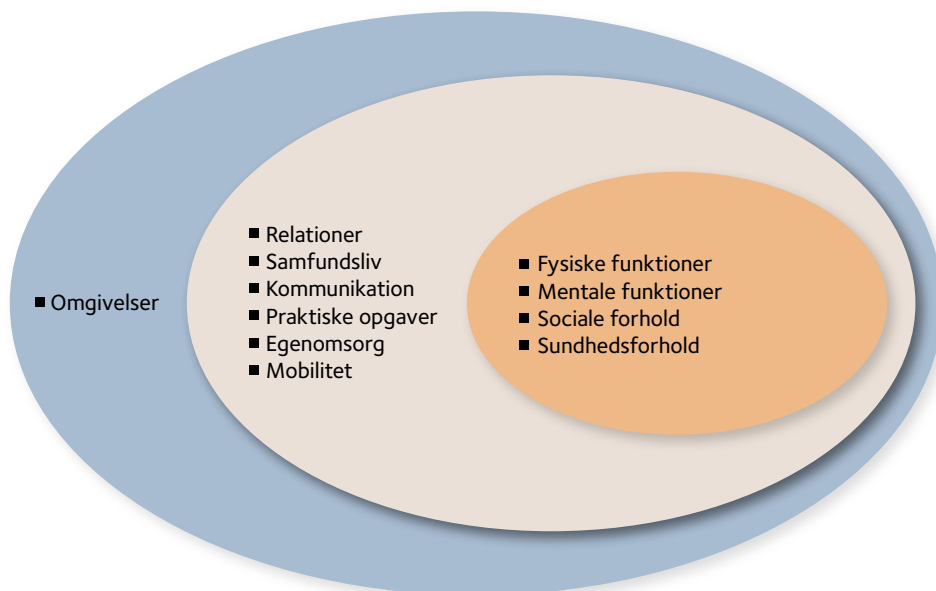 ■ Omgivelser
■ Relationer
■ Samfundsliv
■ Kommunikation
■ Praktiske opgaver
■ Egenomsorg
■ Mobilitet
■ Fysiske funktioner
■ Mentale funktioner
■ Sociale forhold
■ Sundhedsforhold